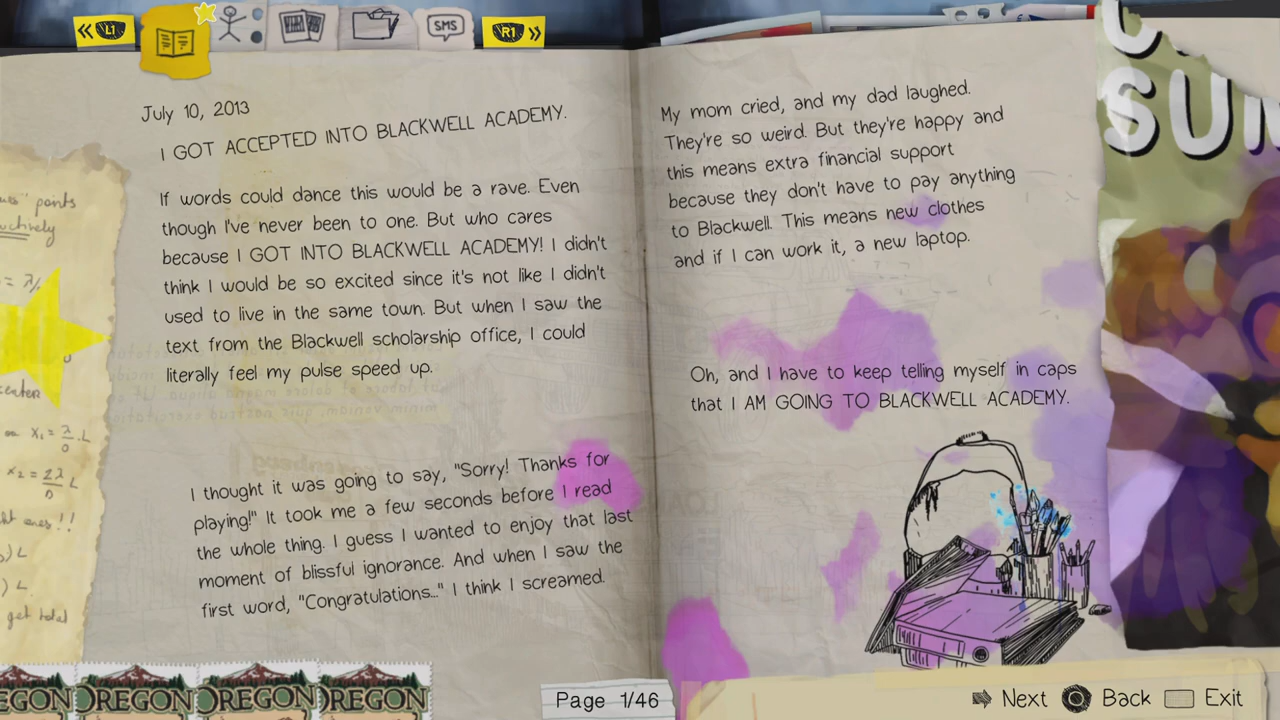 L1
SMS
R1
July 10, 2013
I GOT ACCEPTED INTO BLACKWELL ACADEMY.
If words could dance this would be a rave. Even
though I've never been to one. But who cares
because I GOT INTO BLACKWELL ACADEMY! I didn't
think I would be so excited since it's not like I didn't
used to live in the same town. But when I saw the
text from the Blackwell scholarship office, I could
literally feel my pulse speed up.
I thought it was going to say, "Sorry! Thanks for
playing!" It took me a few seconds before I read
the whole thing. I guess I wanted to enjoy that last
moment of blissful ignorance. And when I saw the
first word, "Congratulations..." I think I screamed.
My mom cried, and my dad laughed.
They're so weird. But they're happy and
this means extra financial support
because they don't have to pay anything
to Blackwell. This means new clothes
and if I can work it, a new laptop.
Oh, and I have to keep telling myself in caps
that I AM GOING TO BLACKWELL ACADEMY.
points
get total
EGON OREGON OREGON OREGON
Page 1/46
Next Back Exit